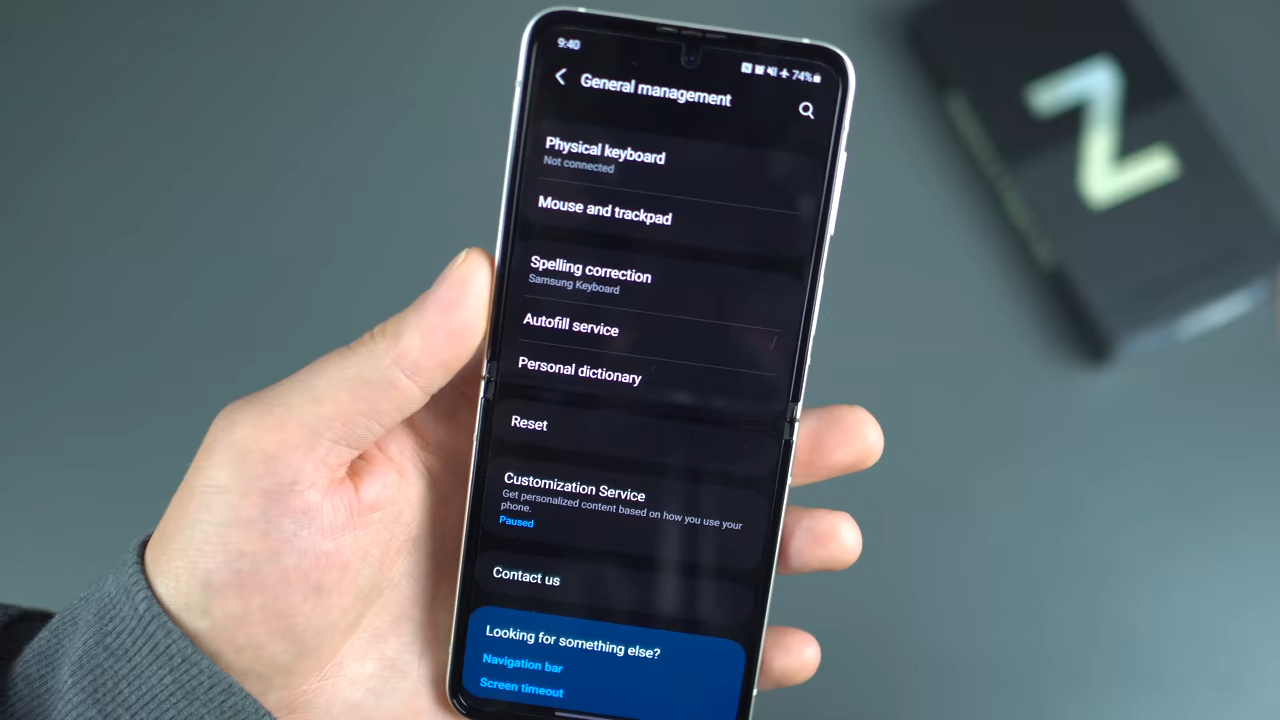 9:40
74%
General management
Physical keyboard
Not connected
Mouse and trackpad
Spelling correction
Samsung Keyboard
Autofill service
Personal dictionary
Reset
Customization Service
Get personalized content based on how you use your
phone.
Paused
Contact us
Looking for something else?
Navigation bar
Screen timeout
Z